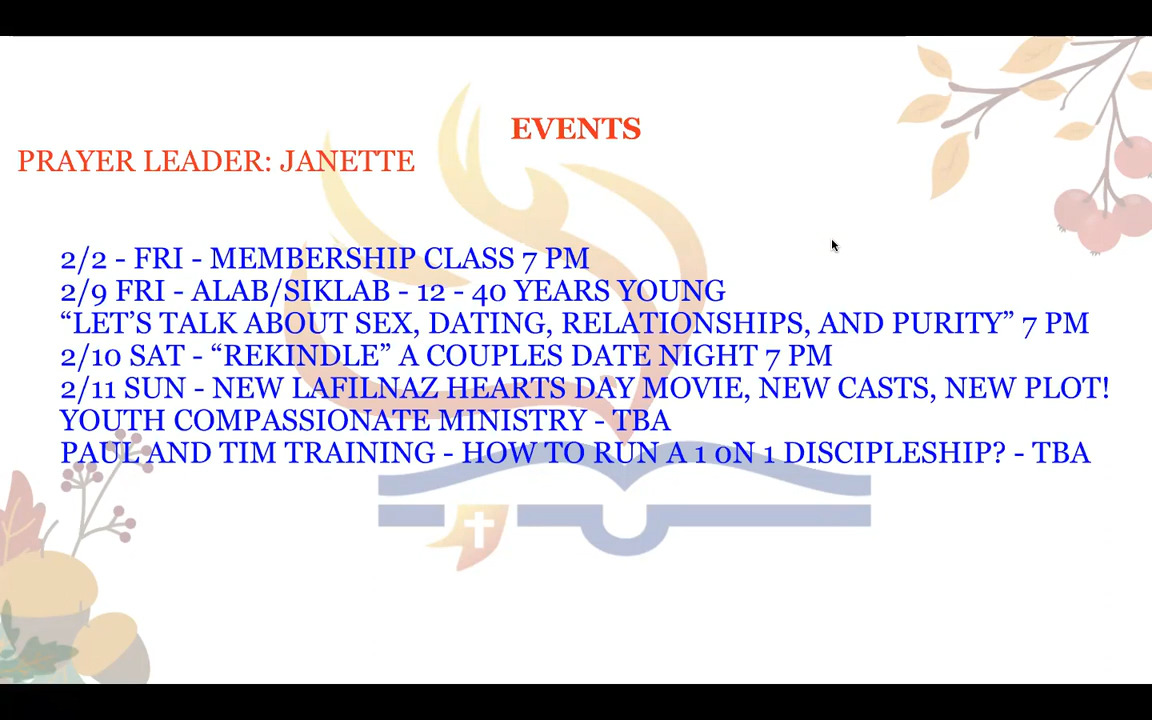 EVENTS
PRAYER LEADER: JANETTE
2/2 - FRI - MEMBERSHIP CLASS 7 PM
2/9 FRI - ALAB/SIKLAB - 12 - 40 YEARS YOUNG
“LET’S TALK ABOUT SEX, DATING, RELATIONSHIPS, AND PURITY” 7 PM
2/10 SAT - “REKINDLE” A COUPLES DATE NIGHT 7 PM
2/11 SUN - NEW LAFILNAZ HEARTS DAY MOVIE, NEW CASTS, NEW PLOT!
YOUTH COMPASSIONATE MINISTRY - TBA
PAUL AND TIM TRAINING - HOW TO RUN A 1 0N 1 DISCIPLESHIP? - TBA